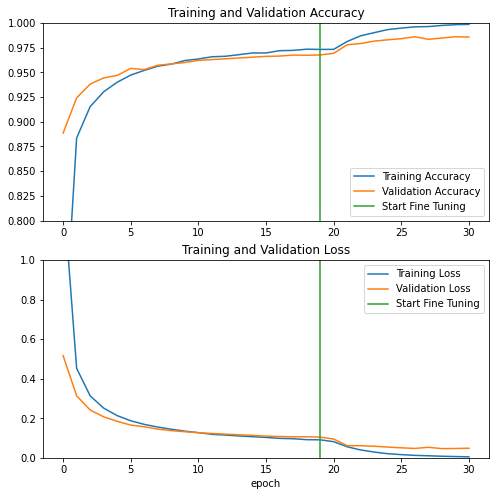 Training and Validation Accuracy
1.000
0.975
0.950
0.925
0.900
0.875
0.850
0.825
0.800
Training Accuracy
Validation Accuracy
Start Fine Tuning
0 5 10 15 20 25 30
Training and Validation Loss
1.0
0.8
0.6
0.4
0.2
0.0
Training Loss
Validation Loss
Start Fine Tuning
0 5 10 15 20 25 30
epoch